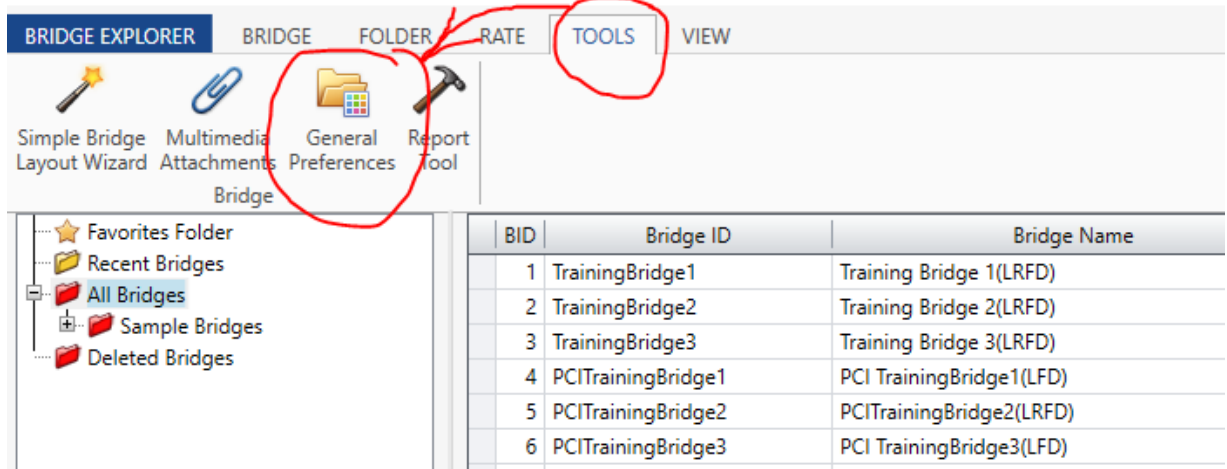 BRIDGE EXPLORER BRIDGE FOLDER RATE TOOLS VIEW
Simple Bridge Multimedia General Report
Layout Wizard Attachments Preferences Tool
Bridge
Favorites Folder
Recent Bridges
All Bridges
Sample Bridges
Deleted Bridges
BID Bridge ID Bridge Name
1 TrainingBridge1 Training Bridge 1(LRFD)
2 TrainingBridge2 Training Bridge 2(LRFD)
3 TrainingBridge3 Training Bridge 3(LRFD)
4 PCITrainingBridge1 PCI TrainingBridge1(LFD)
5 PCITrainingBridge2 PCITrainingBridge2(LRFD)
6 PCITrainingBridge3 PCI TrainingBridge3(LFD)